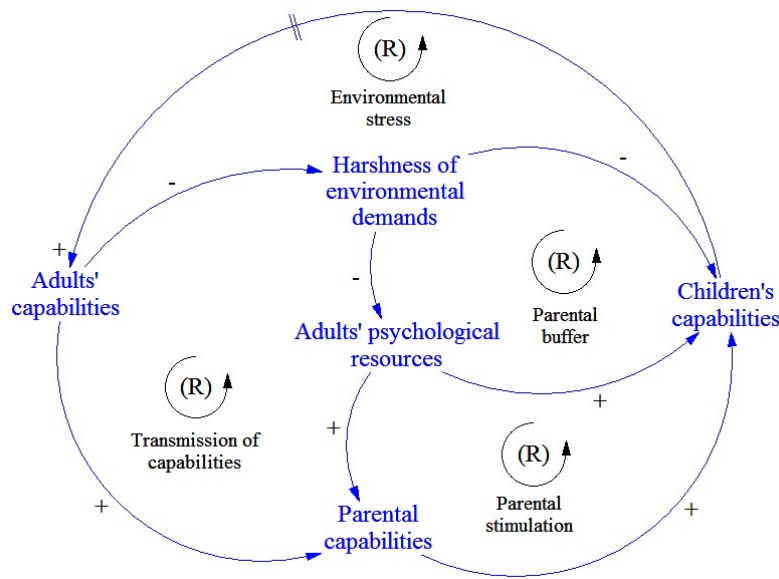 (R)
Environmental
stress
-
Harshness of
environmental
demands
-
+
Adults'
capabilities
(R)
Parental
buffer
Children's
capabilities
-
Adults' psychological
resources
(R)
Transmission of
capabilities
+
+
(R)
Parental
stimulation
+
Parental
capabilities
+